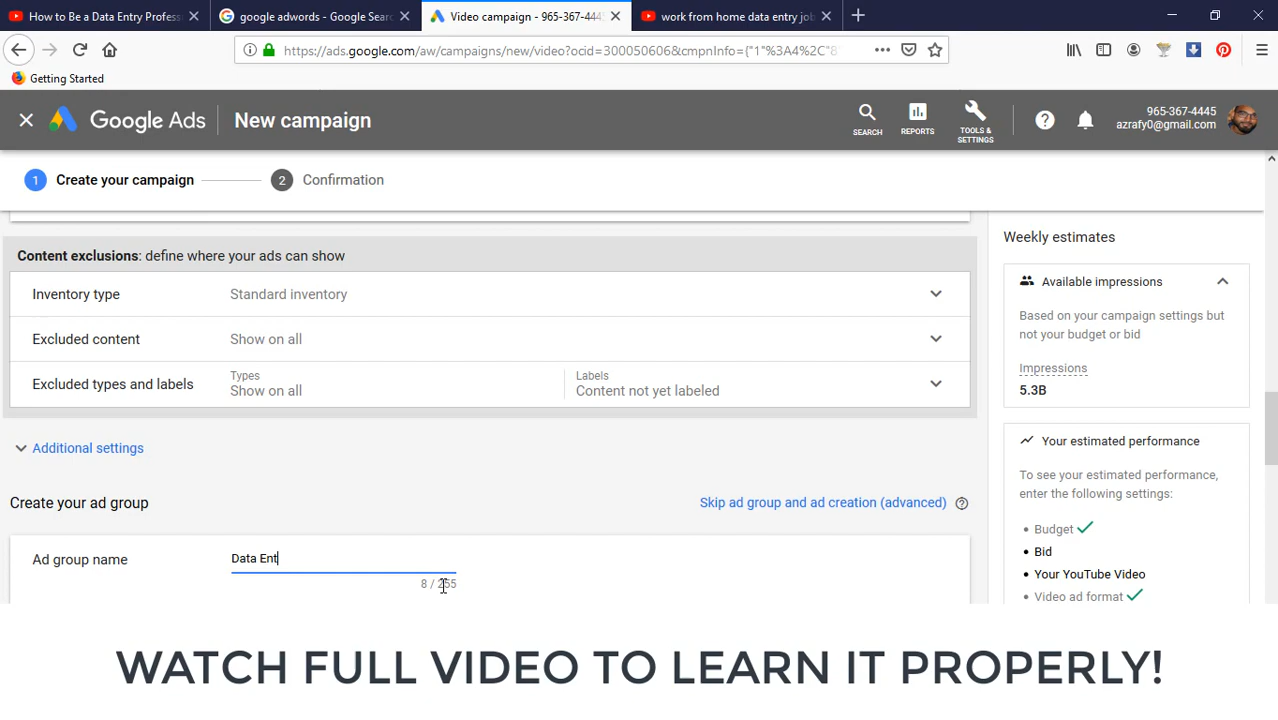 How to Be a Data Entry Profess
google adwords - Google Sear
Video campaign - 965-367-4445
work from home data entry job
https://ads.google.com/aw/campaigns/new/video?ocid=300050606&cmpnInfo={"1"%3A4%2C"8"
Getting Started
Google Ads
New campaign
SEARCH
REPORTS
TOOLS &
SETTINGS
965-367-4445
azrafy0@gmail.com
1 Create your campaign
2 Confirmation
Content exclusions: define where your ads can show
Inventory type Standard inventory
Excluded content Show on all
Excluded types and labels
Types
Show on all
Labels
Content not yet labeled
Additional settings
Create your ad group
Skip ad group and ad creation (advanced)
Ad group name Data Ent
8 / 255
Weekly estimates
Available impressions
Based on your campaign settings but
not your budget or bid
Impressions
5.3B
Your estimated performance
To see your estimated performance,
enter the following settings:
• Budget
• Bid
• Your YouTube Video
• Video ad format
WATCH FULL VIDEO TO LEARN IT PROPERLY!